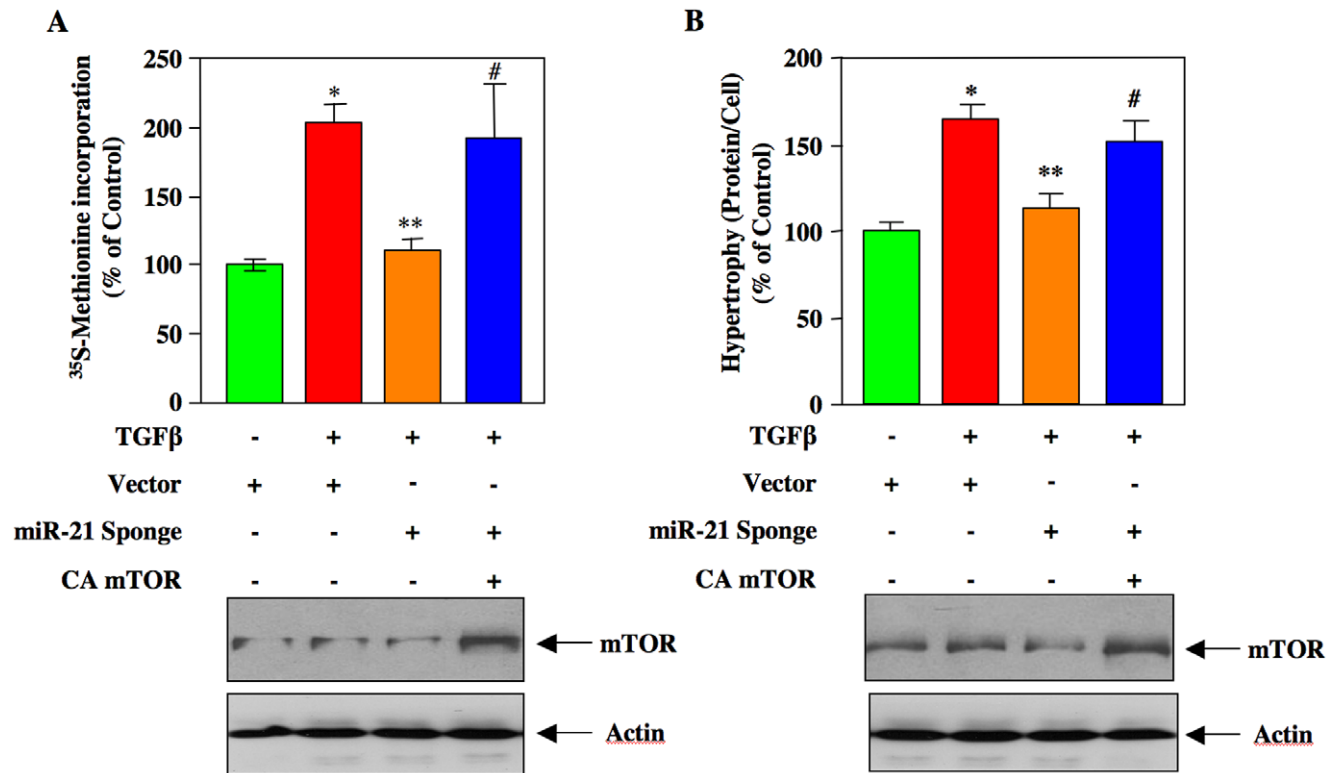 A
³⁵S-Methionine incorporation
(% of Control)
250
200
150
100
50
0
*
**
#
TGFβ - + + +
Vector + + - -
miR-21 Sponge - - + +
CA mTOR - - - +
mTOR
Actin
B
Hypertrophy (Protein/Cell)
(% of Control)
200
150
100
50
0
*
**
#
TGFβ - + + +
Vector + + - -
miR-21 Sponge - - + +
CA mTOR - - - +
mTOR
Actin